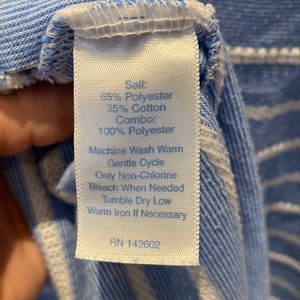 Self:
65% Polyester
35% Cotton
Combo:
100% Polyester
Machine Wash Warm
Gentle Cycle
Only Non-Chlorine
Bleach When Needed
Tumble Dry Low
Warm Iron If Necessary
RN 142602